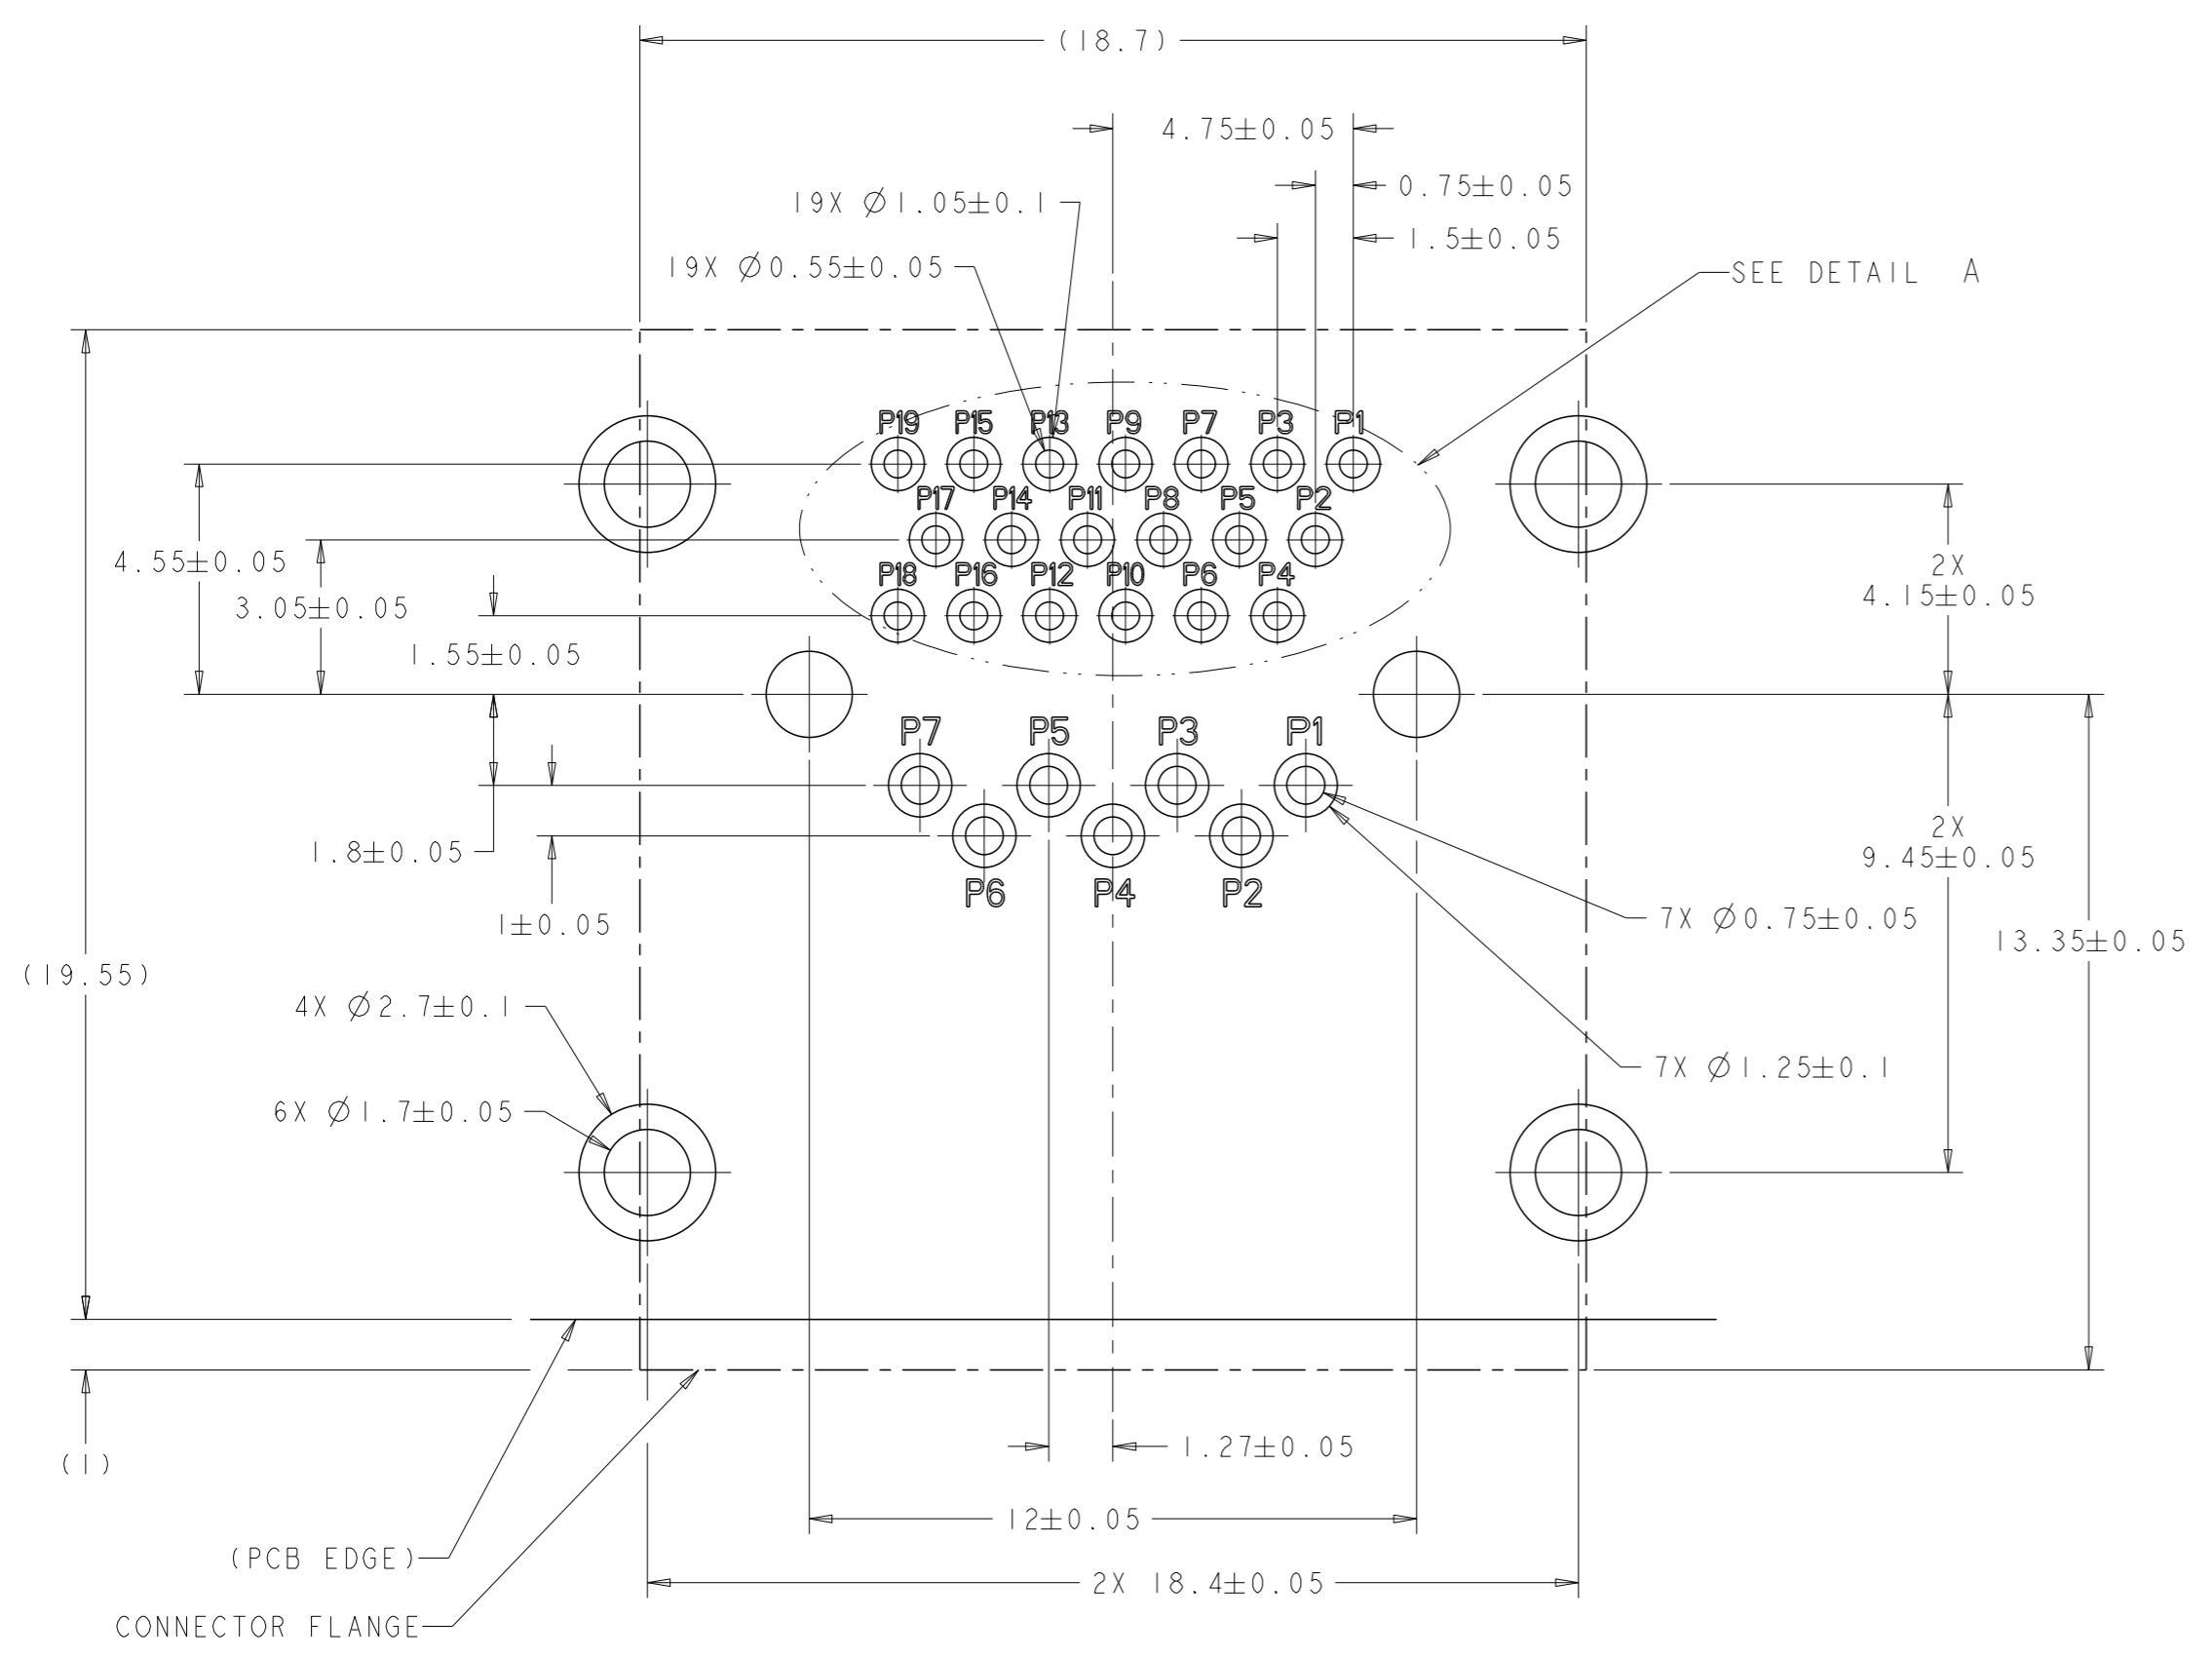 (18.7)
4.75±0.05
0.75±0.05
19X Ø1.05±0.1
1.5±0.05
19X Ø0.55±0.05
SEE DETAIL A
P19 P15 P13 P9 P7 P3 P1
P17 P14 P11 P8 P5 P2
P18 P16 P12 P10 P6 P4
4.55±0.05
3.05±0.05
1.55±0.05
2X
4.15±0.05
P7 P5 P3 P1
P6 P4 P2
1.8±0.05
1±0.05
2X
9.45±0.05
7X Ø0.75±0.05
13.35±0.05
(19.55)
4X Ø2.7±0.1
7X Ø1.25±0.1
6X Ø1.7±0.05
1.27±0.05
(1)
12±0.05
(PCB EDGE)
2X 18.4±0.05
CONNECTOR FLANGE